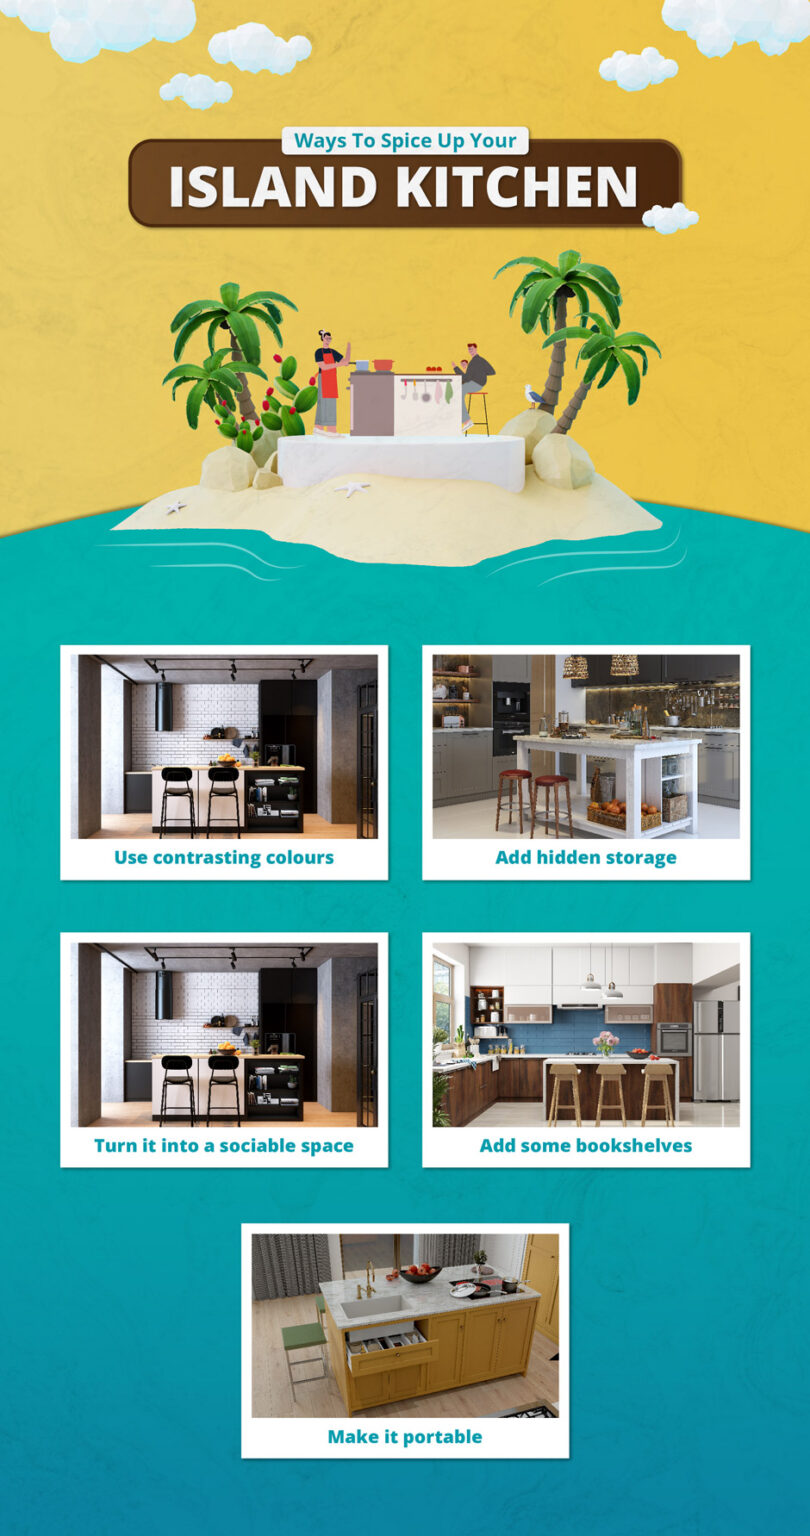 Ways To Spice Up Your
ISLAND KITCHEN
Use contrasting colours
Add hidden storage
Turn it into a sociable space
Add some bookshelves
Make it portable